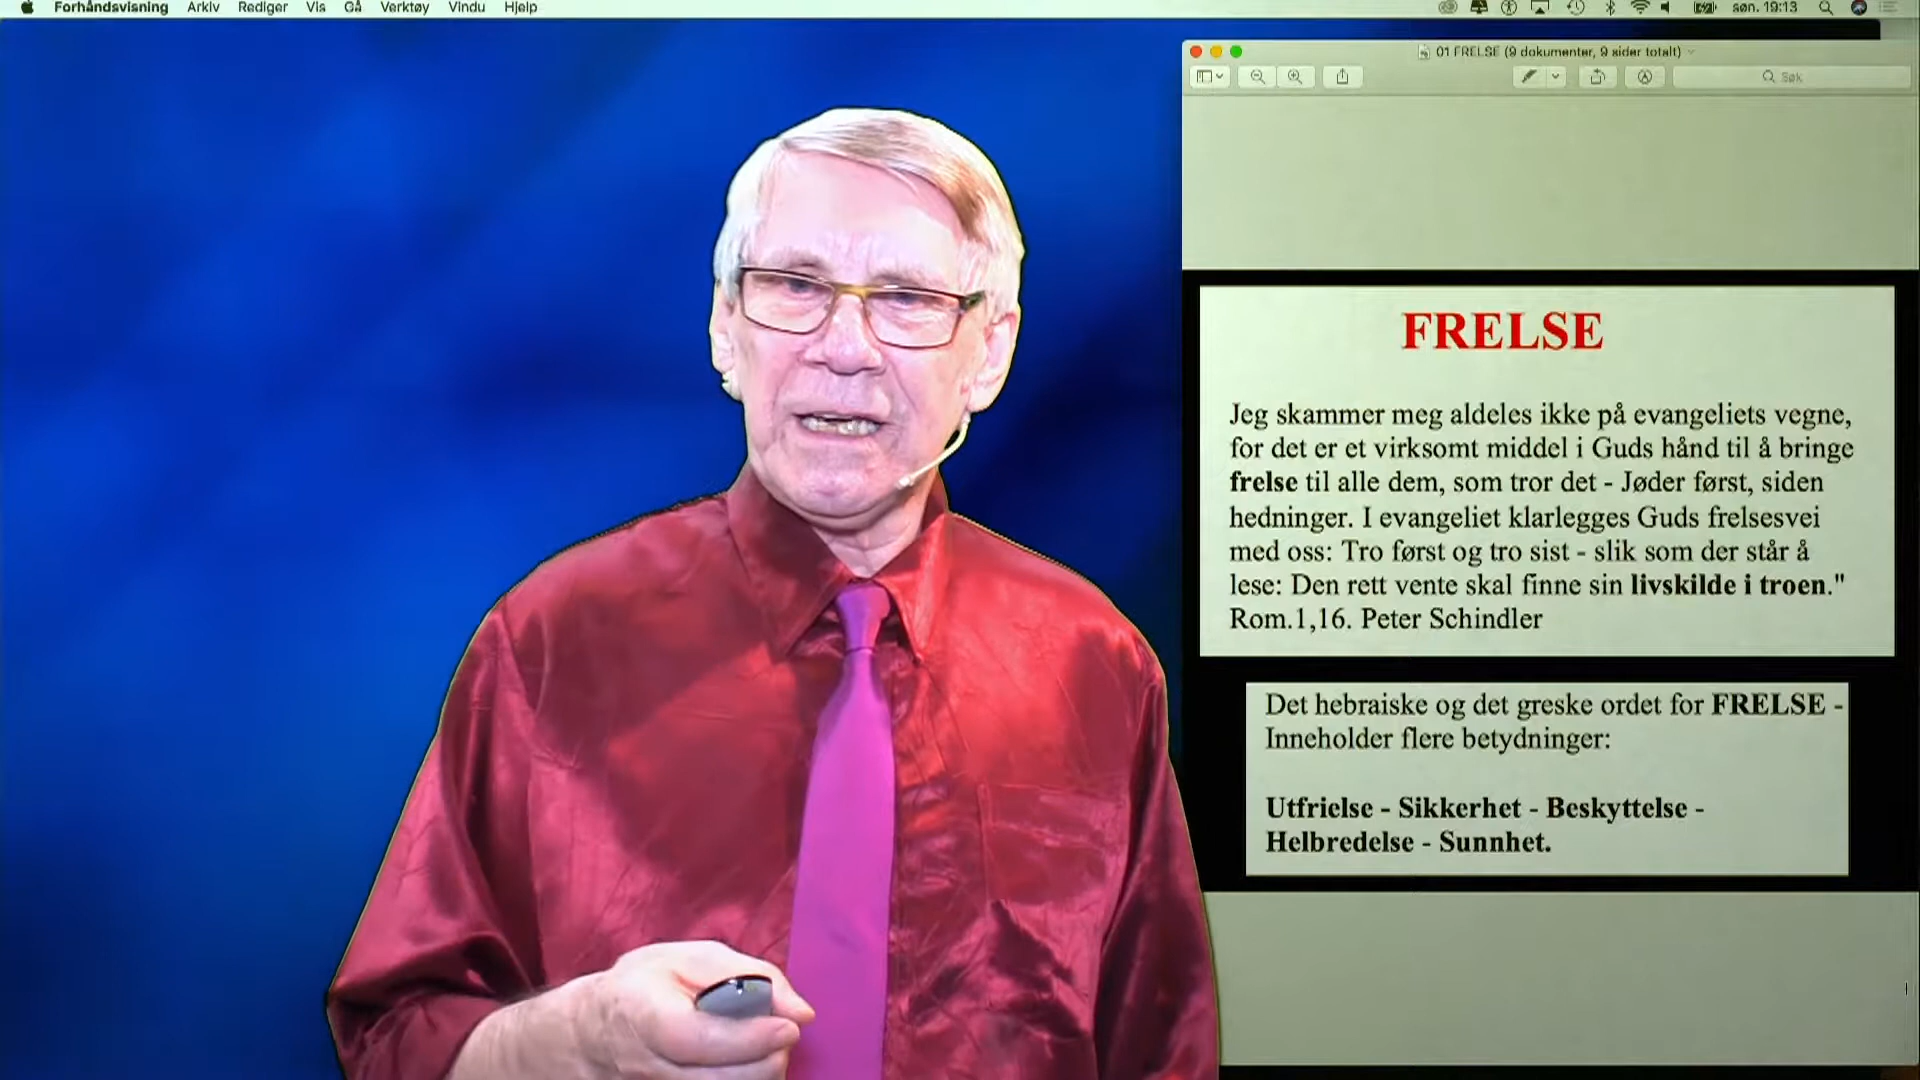 Forhåndsvisning Arkiv Rediger Vis Gå Verktøy Vindu Hjelp søn. 19:13
01 FRELSE (9 dokumenter, 9 sider totalt)
Søk
FRELSE
Jeg skammer meg aldeles ikke på evangeliets vegne,
for det er et virksomt middel i Guds hånd til å bringe
frelse til alle dem, som tror det - Jøder først, siden
hedninger. I evangeliet klarlegges Guds frelsesvei
med oss: Tro først og tro sist - slik som der står å
lese: Den rett vente skal finne sin livskilde i troen."
Rom.1,16. Peter Schindler
Det hebraiske og det greske ordet for FRELSE -
Inneholder flere betydninger:
Utfrielse - Sikkerhet - Beskyttelse -
Helbredelse - Sunnhet.